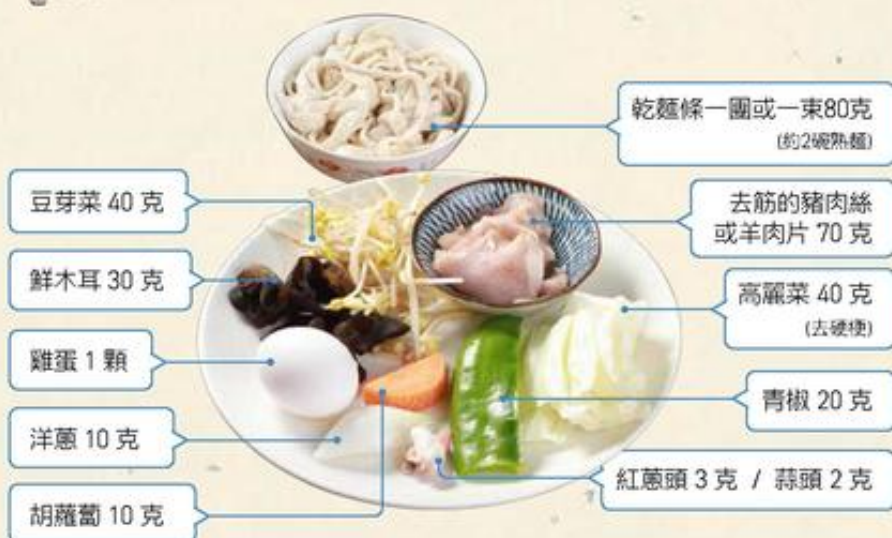 乾麵條一團或一束80克
(約2碗熟麵)
豆芽菜 40 克
去筋的豬肉絲
或羊肉片 70 克
鮮木耳 30 克
高麗菜 40 克
(去硬梗)
雞蛋 1 顆
青椒 20 克
洋蔥 10 克
紅蔥頭 3 克 / 蒜頭 2 克
胡蘿蔔 10 克